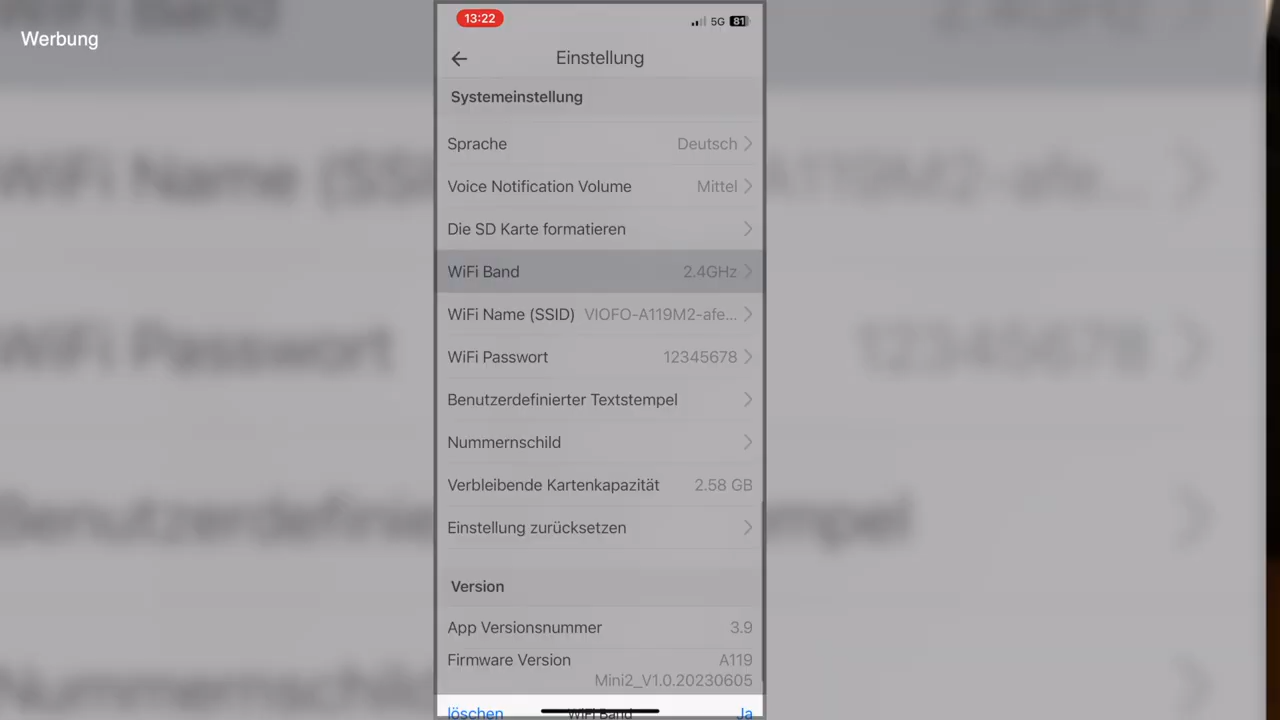 Werbung
13:22
5G 81
Einstellung
Systemeinstellung
Sprache Deutsch
Voice Notification Volume Mittel
Die SD Karte formatieren
WiFi Band 2.4GHz
WiFi Name (SSID) VIOFO-A119M2-afe...
WiFi Passwort 12345678
Benutzerdefinierter Textstempel
Nummernschild
Verbleibende Kartenkapazität 2.58 GB
Einstellung zurücksetzen
Version
App Versionsnummer 3.9
Firmware Version A119
Mini2_V1.0.20230605
löschen WiFi Band Ja